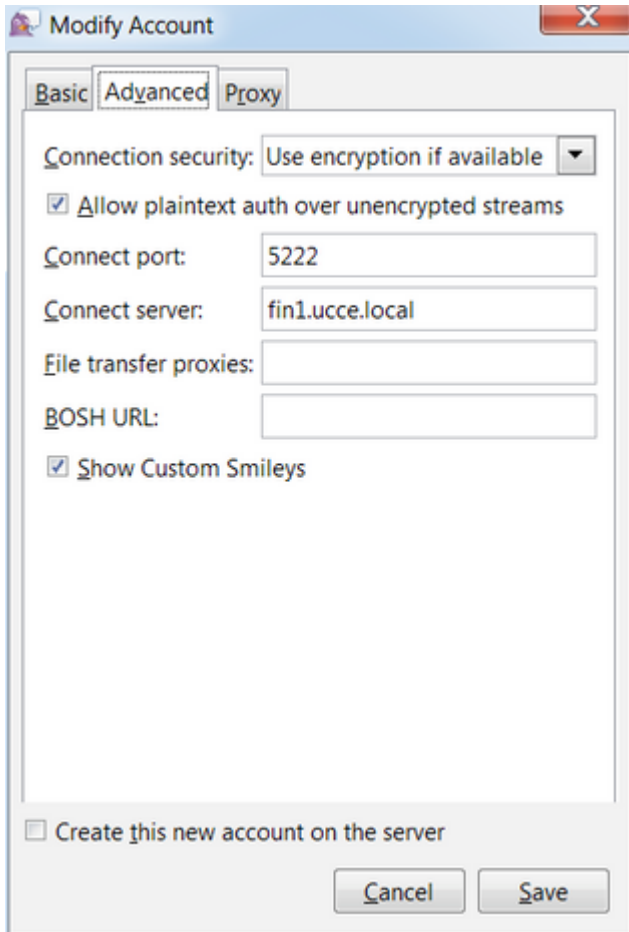 Modify Account
Basic Advanced Proxy
Connection security: Use encryption if available
Allow plaintext auth over unencrypted streams
Connect port: 5222
Connect server: fin1.ucce.local
File transfer proxies:
BOSH URL:
Show Custom Smileys
Create this new account on the server
Cancel Save